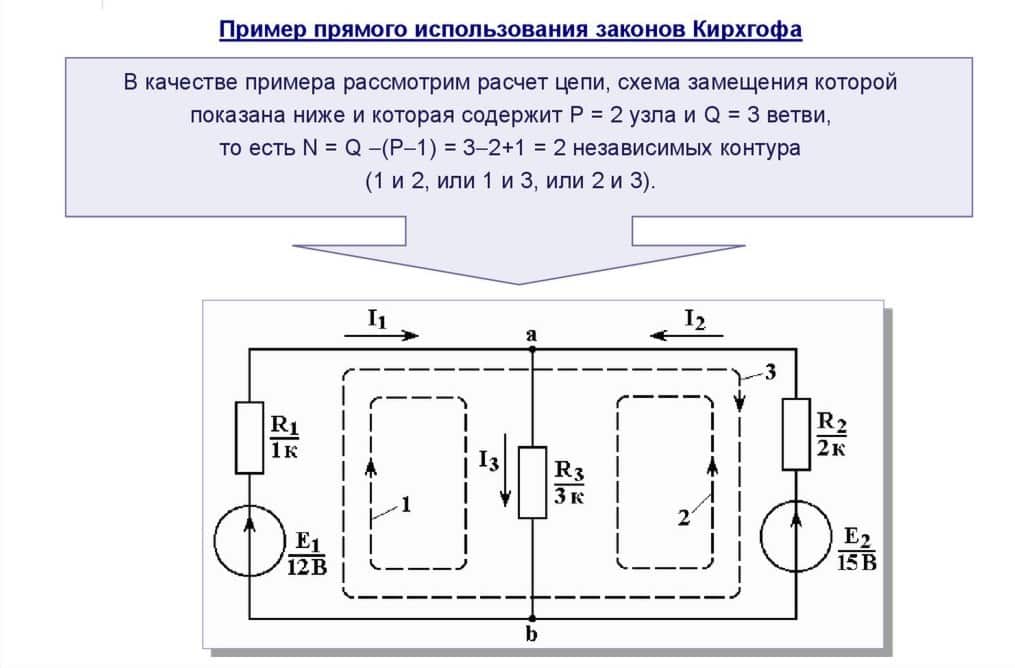 Пример прямого использования законов Кирхгофа
В качестве примера рассмотрим расчет цепи, схема замещения которой
показана ниже и которая содержит P = 2 узла и Q = 3 ветви,
то есть N = Q –(P–1) = 3–2+1 = 2 независимых контура
(1 и 2, или 1 и 3, или 2 и 3).
I1
a
I2
3
R1
1к
I3
R3
3к
R2
2к
1
2
E1
12В
E2
15В
b